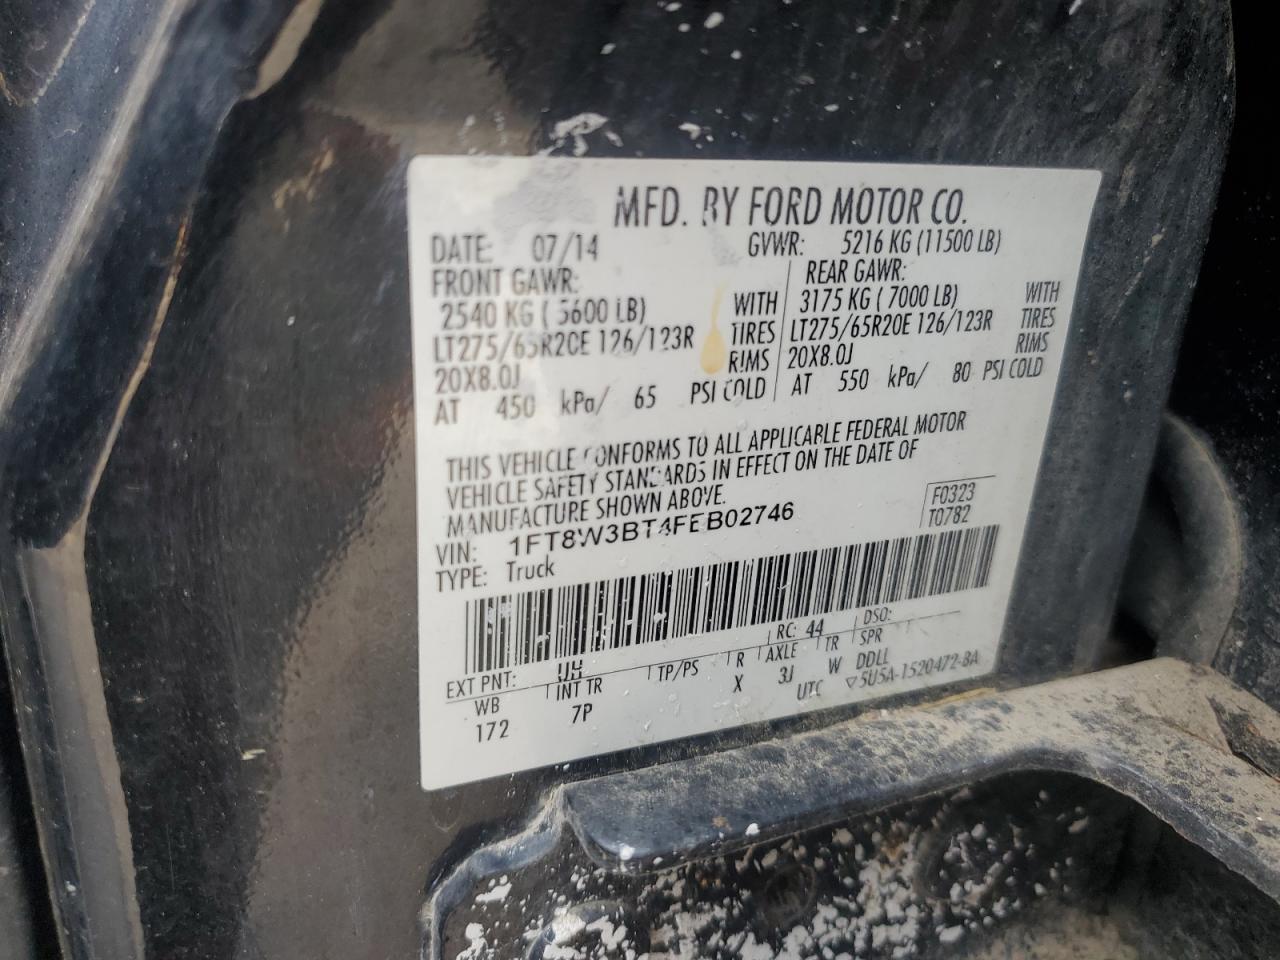 MFD. BY FORD MOTOR CO.
DATE: 07/14 GVWR: 5216 KG (11500 LB)
FRONT GAWR: REAR GAWR:
2540 KG ( 5600 LB) WITH 3175 KG ( 7000 LB) WITH
LT275/65R20E 126/123R TIRES LT275/65R20E 126/123R TIRES
20X8.0J RIMS 20X8.0J RIMS
AT 450 kPa/ 65 PSI COLD AT 550 kPa/ 80 PSI COLD
THIS VEHICLE CONFORMS TO ALL APPLICABLE FEDERAL MOTOR
VEHICLE SAFETY STANDARDS IN EFFECT ON THE DATE OF
MANUFACTURE SHOWN ABOVE.
F0323
VIN: 1FT8W3BT4FEB02746 T0782
TYPE: Truck
EXT PNT: UH RC: 44 DSO:
WB INT TR TP/PS R AXLE TR SPR
172 7P X 3J W DDLL
UTC ▽5U5A-1520472-BA